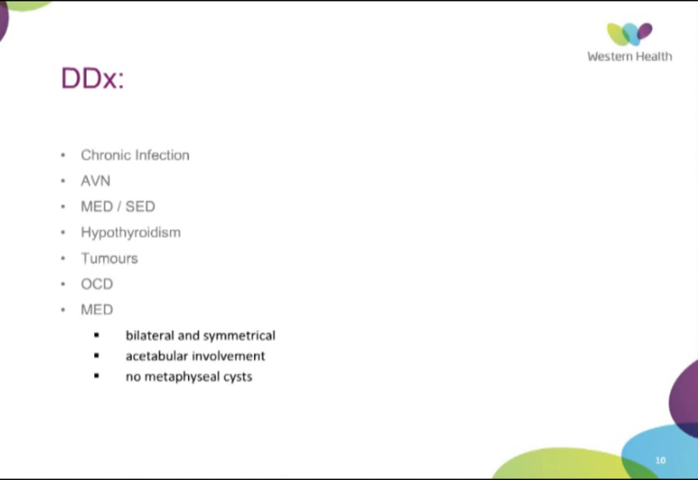 Western Health
DDx:
• Chronic Infection
• AVN
• MED / SED
• Hypothyroidism
• Tumours
• OCD
• MED
▪ bilateral and symmetrical
▪ acetabular involvement
▪ no metaphyseal cysts
10